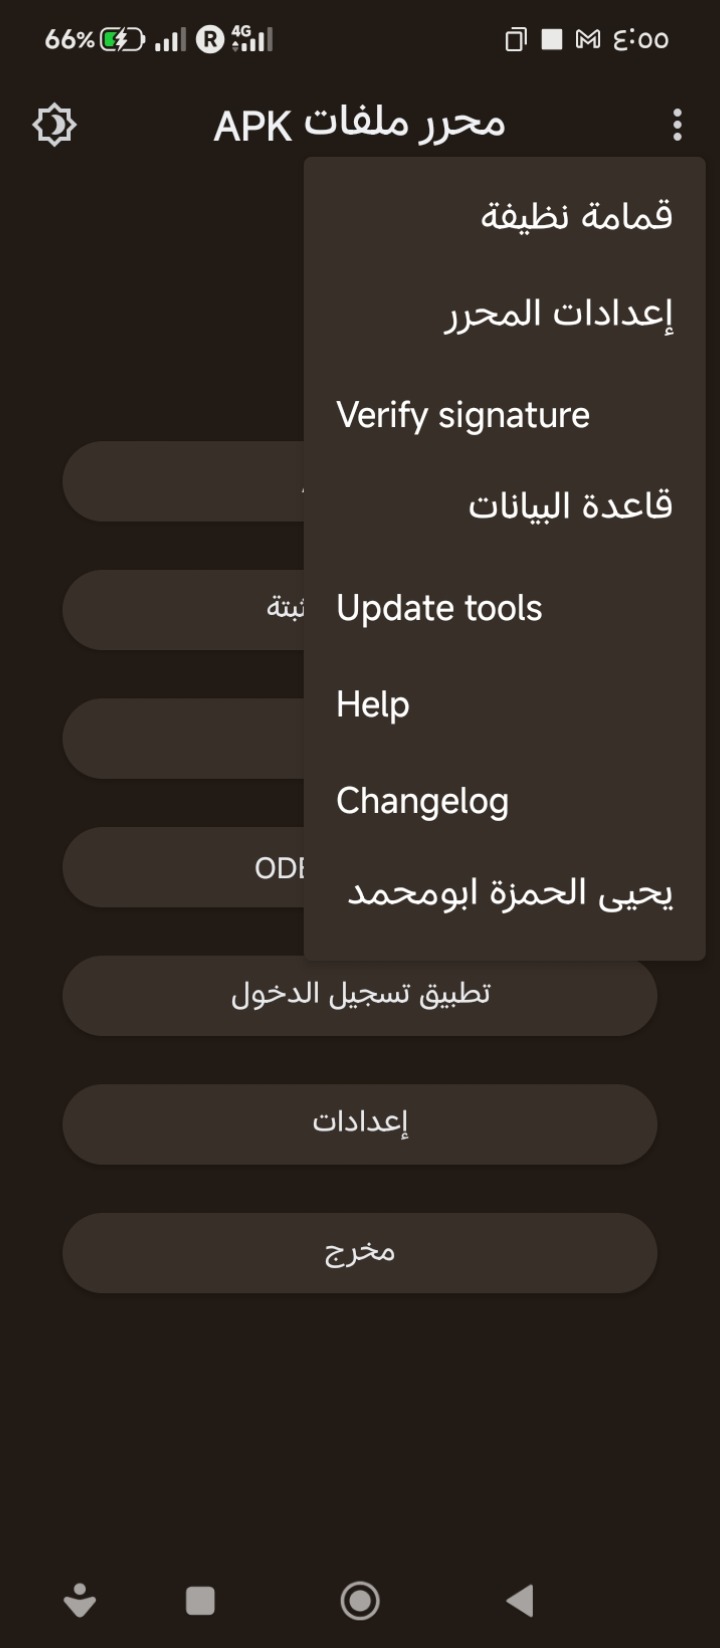 66%
4G
٤:٥٥
محرر ملفات APK
قمامة نظيفة
إعدادات المحرر
Verify signature
قاعدة البيانات
Update tools
Help
Changelog
يحيى الحمزة ابومحمد
تطبيق تسجيل الدخول
إعدادات
مخرج